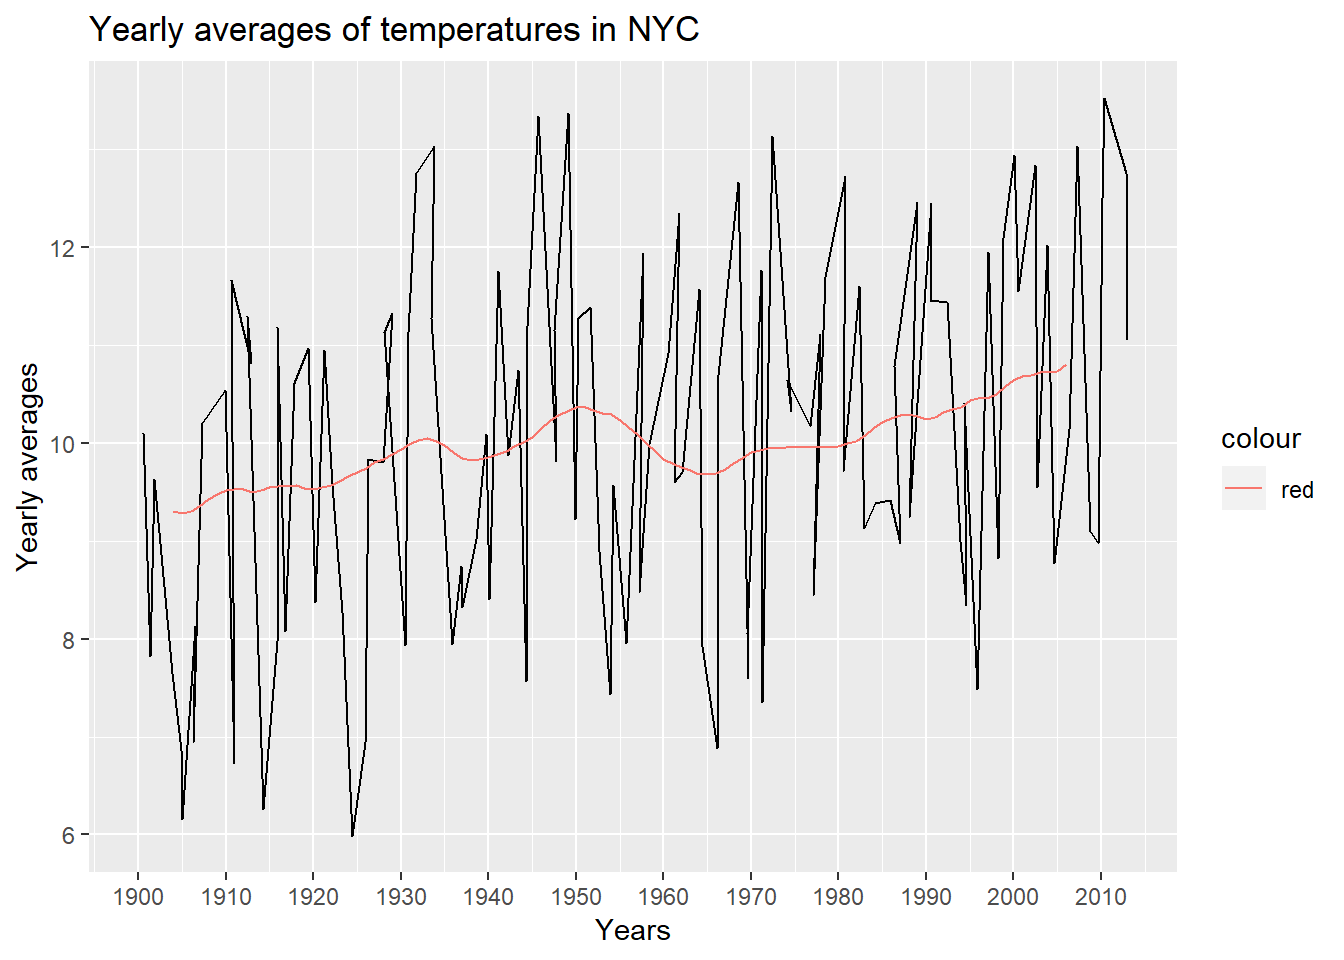 Yearly averages of temperatures in NYC
Yearly averages
12
10
8
6
1900 1910 1920 1930 1940 1950 1960 1970 1980 1990 2000 2010
Years
colour
red